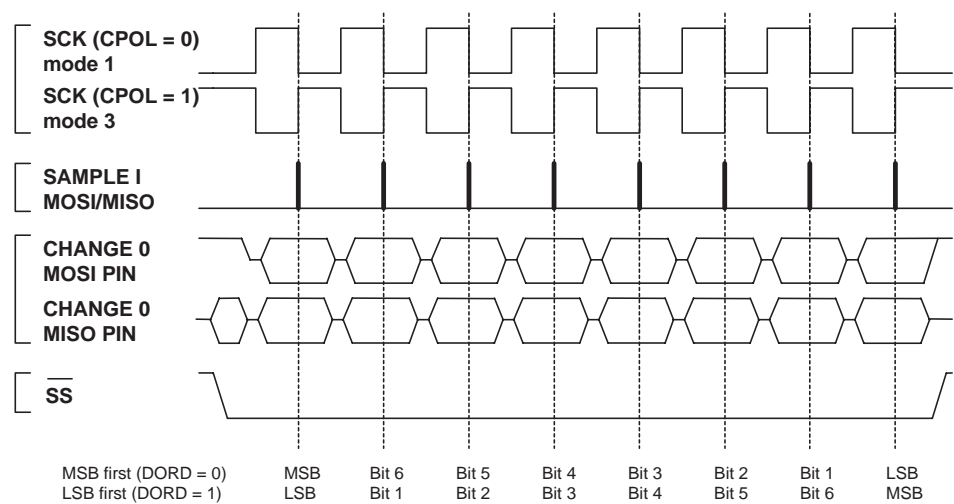 SCK (CPOL = 0)
mode 1
SCK (CPOL = 1)
mode 3
SAMPLE I
MOSI/MISO
CHANGE 0
MOSI PIN
CHANGE 0
MISO PIN
SS
MSB first (DORD = 0) MSB Bit 6 Bit 5 Bit 4 Bit 3 Bit 2 Bit 1 LSB
LSB first (DORD = 1) LSB Bit 1 Bit 2 Bit 3 Bit 4 Bit 5 Bit 6 MSB